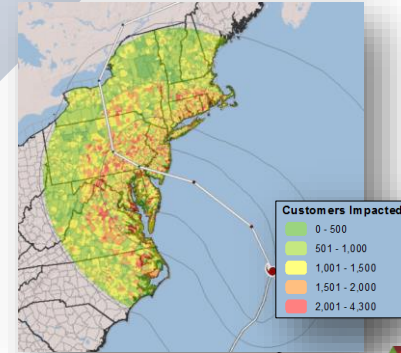 Customers Impacted
0 - 500
501 - 1,000
1,001 - 1,500
1,501 - 2,000
2,001 - 4,300